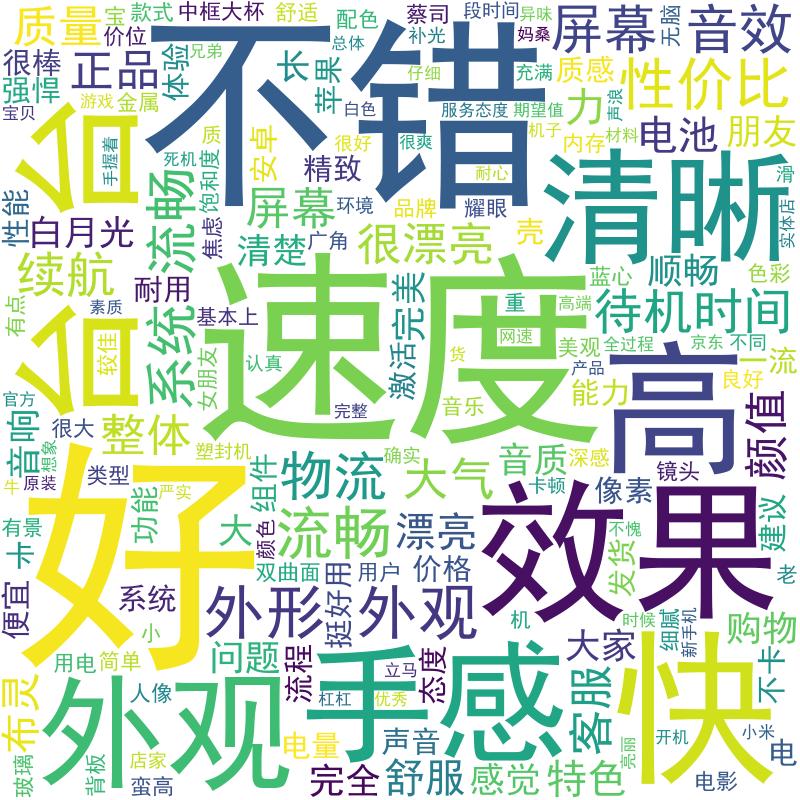 质量
宝
款式
中框大杯
舒适
配色
蔡司
段时间
异味
屏幕
无脑
音效
很棒
价位
正品
体验
兄弟
长
苹果
总体
补光
妈桑
仔细
充满
质感
性价比
强悍
宝贝
游戏
金属
不错
白色
服务态度
期望值
声浪
力
台
手握着
死机
质
安卓
很好
很爽
机子
内存
材料
电池
朋友
精致
耐心
清晰
滑
性能
流畅
饱和度
屏幕
环境
品牌
耀眼
实体店
白月光
焦虑
清楚
广角
很漂亮
壳
续航
耐用
速度
激活
完美
重
高端
蓝心
顺畅
色彩
有点
素质
系统
基本上
网速
待机时间
台
较佳
女朋友
认真
货
美观
全过程
京东
不同
产品
高
一流
能力
良好
官方
音响
很大
整体
完整
音乐
颜值
想象
塑封机
确实
音质
深感
牛
原装
类型
严实
组件
物流
大气
卡顿
像素
镜头
好
功能
有景
卡
大
颜色
流畅
漂亮
效果
不愧
发货
建议
双曲面
挺好用
用户
价格
老
便宜
系统
小
外形
外观
机
时候
细腻
新手机
购物
用电
简单
问题
流程
手感
立马
态度
大家
快
不卡
布灵
外观
人像
杠杠
优秀
客服
小米
开机
亮丽
电
玻璃
背板
店家
蛮高
电量
完全
声音
舒服
感觉
特色
电影